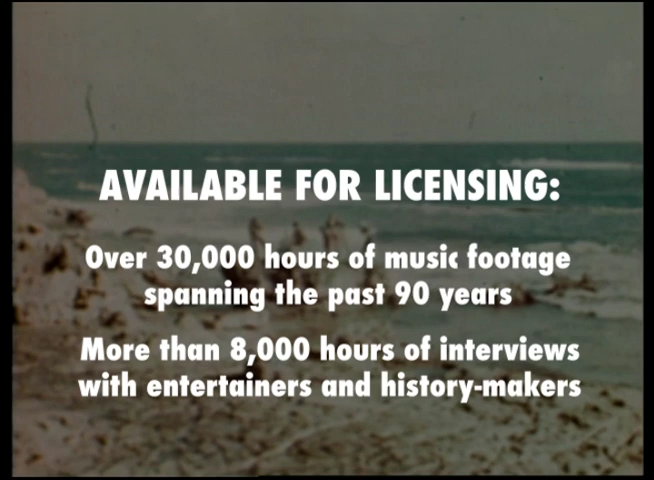 AVAILABLE FOR LICENSING:
Over 30,000 hours of music footage
spanning the past 90 years
More than 8,000 hours of interviews
with entertainers and history-makers